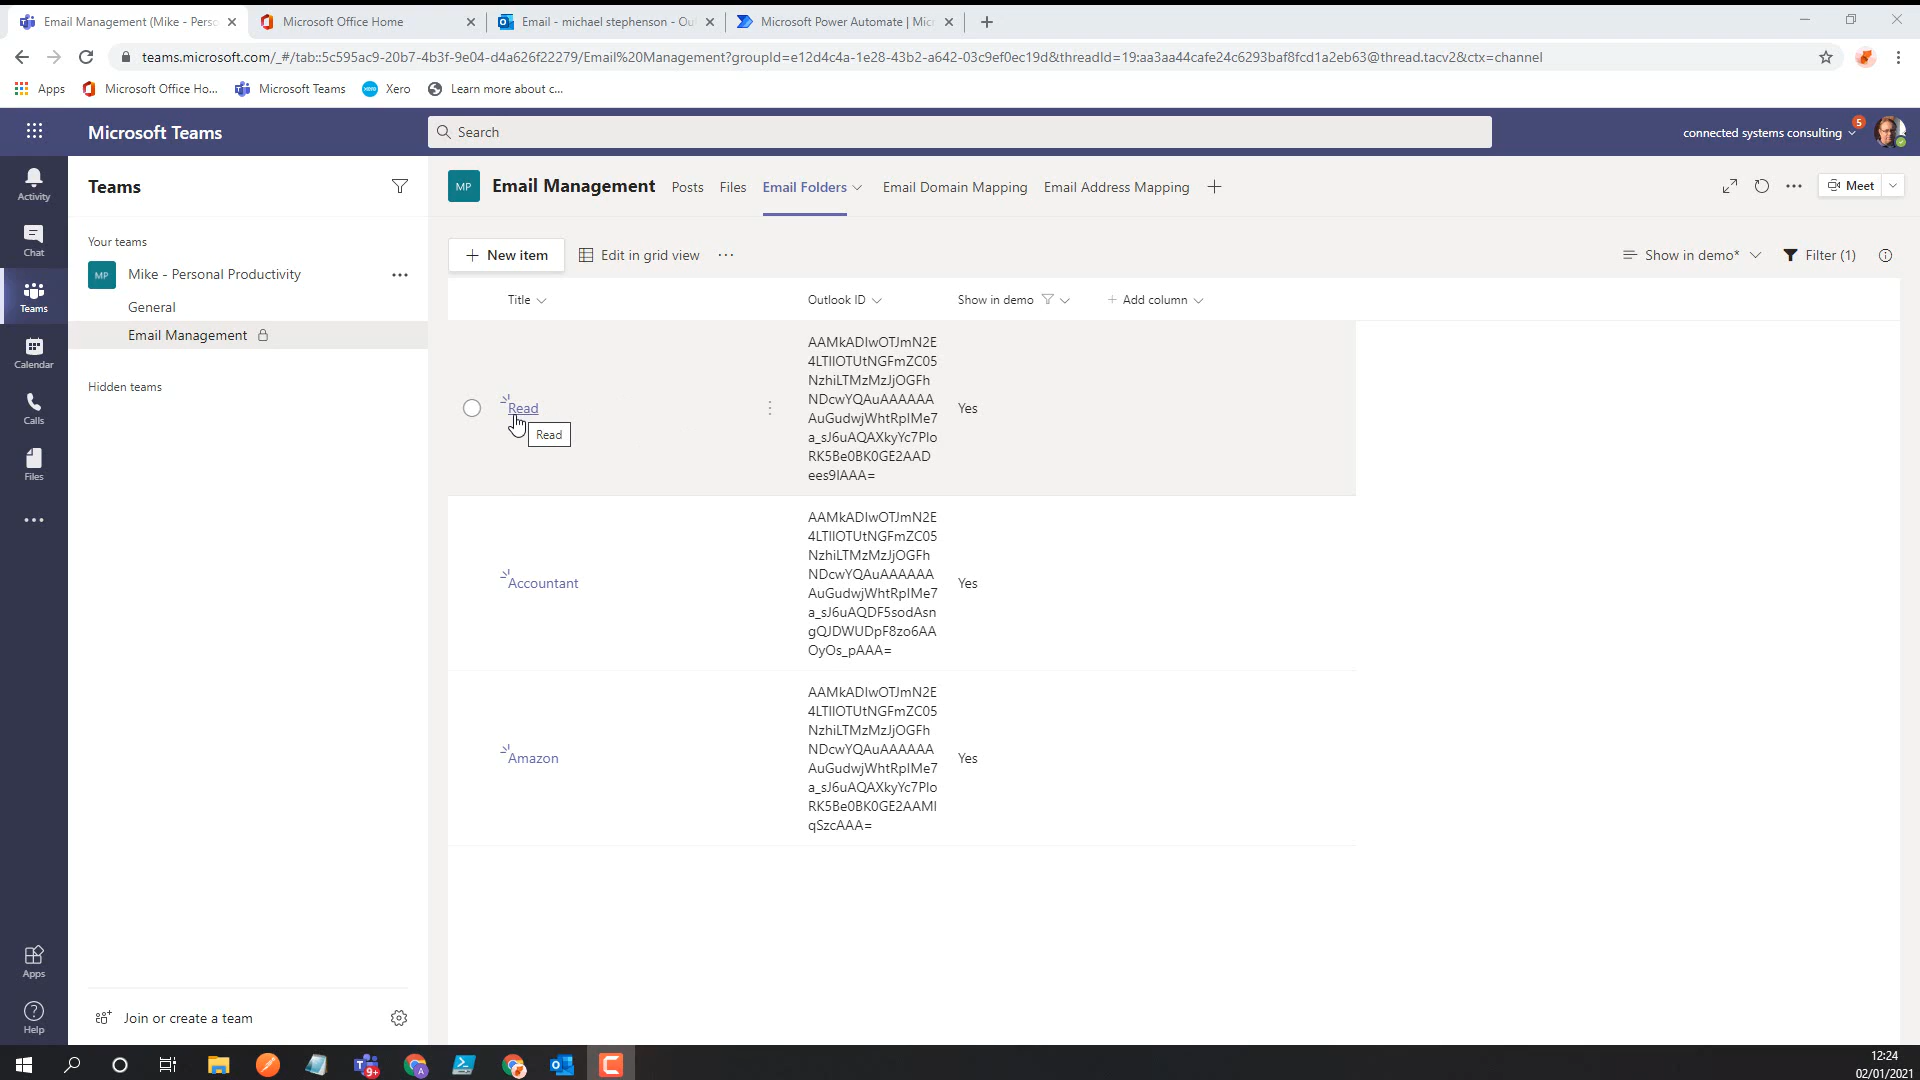 Email Management (Mike - Perso
Microsoft Office Home
Email - michael stephenson - Ou
Microsoft Power Automate | Micr
teams.microsoft.com/_#/tab::5c595ac9-20b7-4b3f-9e04-d4a626f22279/Email%20Management?groupId=e12d4c4a-1e28-43b2-a642-03c9ef0ec19d&threadId=19:aa3aa44cafe24c6293baf8fcd1a2eb63@thread.tacv2&ctx=channel
Apps
Microsoft Office Ho...
Microsoft Teams
Xero
Learn more about c...
Microsoft Teams
Search
connected systems consulting
5
Activity
Chat
Teams
Calendar
Calls
Files
Apps
Help
Teams
Your teams
MP
Mike - Personal Productivity
General
Email Management
Hidden teams
Join or create a team
MP
Email Management
Posts
Files
Email Folders
Email Domain Mapping
Email Address Mapping
Meet
New item
Edit in grid view
Show in demo*
Filter (1)
Title
Outlook ID
Show in demo
Add column
Read
Read
AAMkADIwOTJmN2E
4LTllOTUtNGFmZC05
NzhiLTMzMzJjOGFh
NDcwYQAuAAAAAA
AuGudwjWhtRpIMe7
a_sJ6uAQAXkyYc7PIo
RK5Be0BK0GE2AAD
ees9IAAA=
Yes
Accountant
AAMkADIwOTJmN2E
4LTllOTUtNGFmZC05
NzhiLTMzMzJjOGFh
NDcwYQAuAAAAAA
AuGudwjWhtRpIMe7
a_sJ6uAQDF5sodAsn
gQJDWUDpF8zo6AA
OyOs_pAAA=
Yes
Amazon
AAMkADIwOTJmN2E
4LTllOTUtNGFmZC05
NzhiLTMzMzJjOGFh
NDcwYQAuAAAAAA
AuGudwjWhtRpIMe7
a_sJ6uAQAXkyYc7PIo
RK5Be0BK0GE2AAMI
qSzcAAA=
Yes
9+
A
12:24
02/01/2021